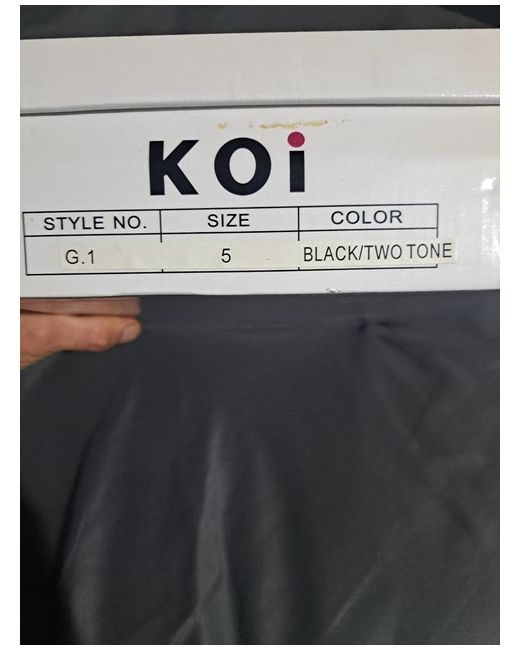 KOi
STYLE NO. SIZE COLOR
G.1 5 BLACK/TWO TONE